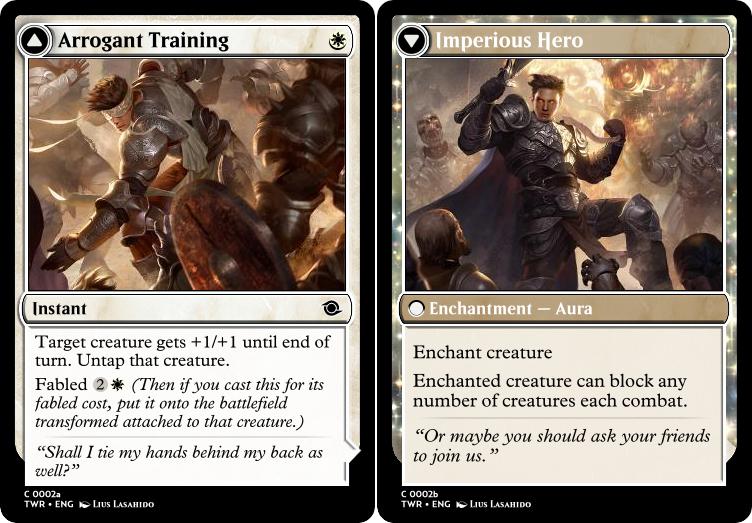 Arrogant Training
Instant
Target creature gets +1/+1 until end of
turn. Untap that creature.
Fabled 2 (Then if you cast this for its
fabled cost, put it onto the battlefield
transformed attached to that creature.)
“Shall I tie my hands behind my back as
well?”
C 0002a
TWR • ENG Lius Lasahido
Imperious Hero
Enchantment — Aura
Enchant creature
Enchanted creature can block any
number of creatures each combat.
“Or maybe you should ask your friends
to join us.”
C 0002b
TWR • ENG Lius Lasahido